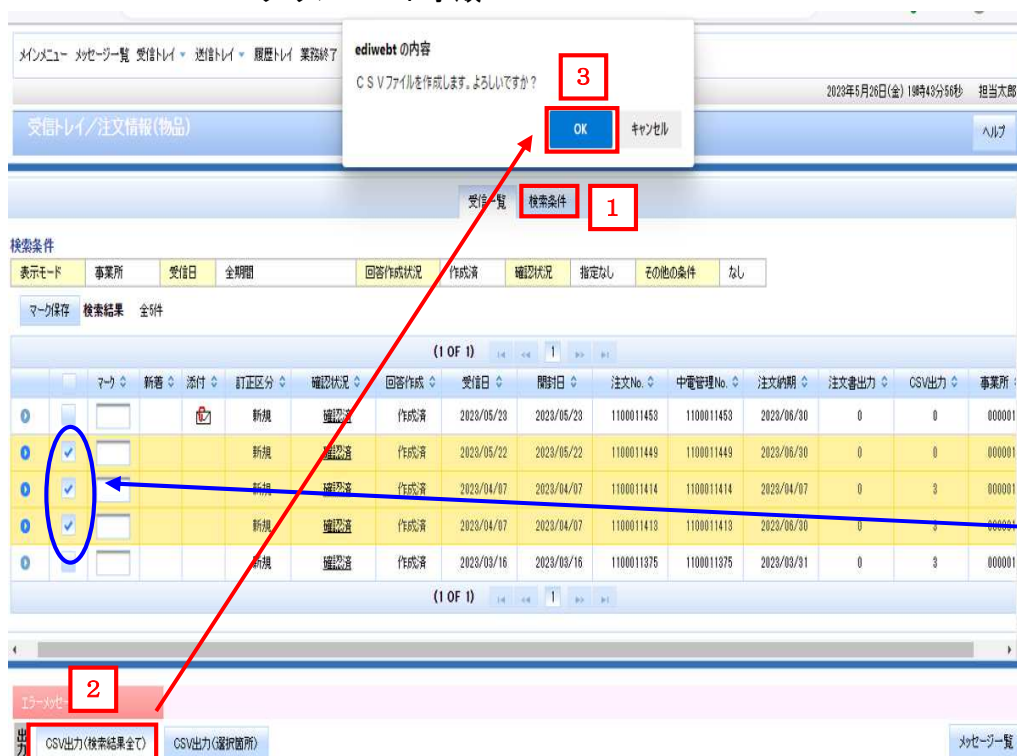 メインメニュー メッセージ一覧 受信トレイ 送信トレイ 履歴トレイ 業務終了
ediwebt の内容
ＣＳＶファイルを作成します。よろしいですか？
3
OK
キャンセル
2023年5月26日(金) 19時43分56秒 担当太郎
受信トレイ／注文情報(物品)
ヘルプ
受信一覧 検索条件
1
検索条件
表示モード 事業所 受信日 全期間 回答作成状況 作成済 確認状況 指定なし その他の条件 なし
マーク保存 検索結果 全5件
(1 OF 1) 1
マーク 新着 添付 訂正区分 確認状況 回答作成 受信日 開封日 注文No. 中電管理No. 注文納期 注文書出力 CSV出力 事業所
新規 確認済 作成済 2023/05/23 2023/05/23 1100011453 1100011453 2023/06/30 0 0 000001
新規 確認済 作成済 2023/05/22 2023/05/22 1100011449 1100011449 2023/06/30 0 0 000001
新規 確認済 作成済 2023/04/07 2023/04/07 1100011414 1100011414 2023/04/07 0 3 000001
新規 確認済 作成済 2023/04/07 2023/04/07 1100011413 1100011413 2023/06/30 0 3 000001
新規 確認済 作成済 2023/03/16 2023/03/16 1100011375 1100011375 2023/03/31 0 3 000001
(1 OF 1) 1
エラーメッセー
2
出力
CSV出力(検索結果全て) CSV出力(選択箇所) メッセージ一覧